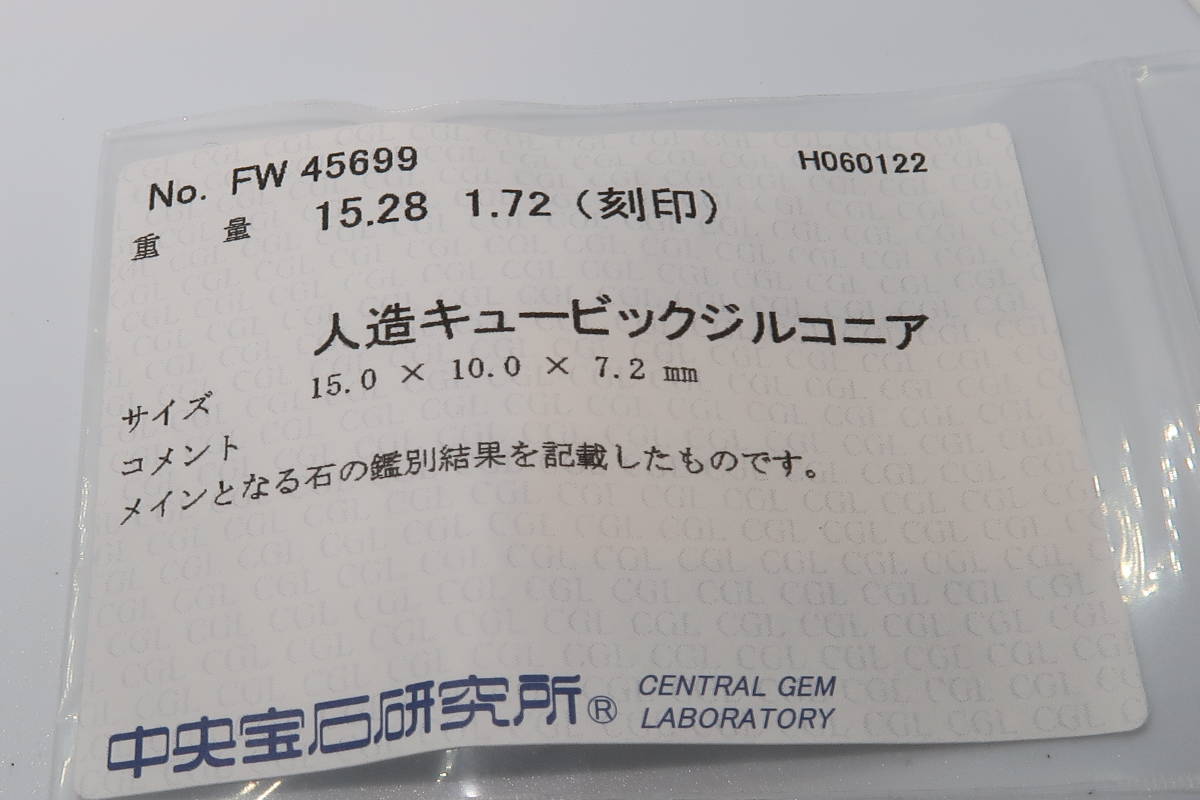 No. FW 45699
H060122
重 量 15.28 1.72 (刻印)
人造キュービックジルコニア
サイズ 15.0 × 10.0 × 7.2 mm
コメント
メインとなる石の鑑別結果を記載したものです。
中央宝石研究所® CENTRAL GEM
LABORATORY